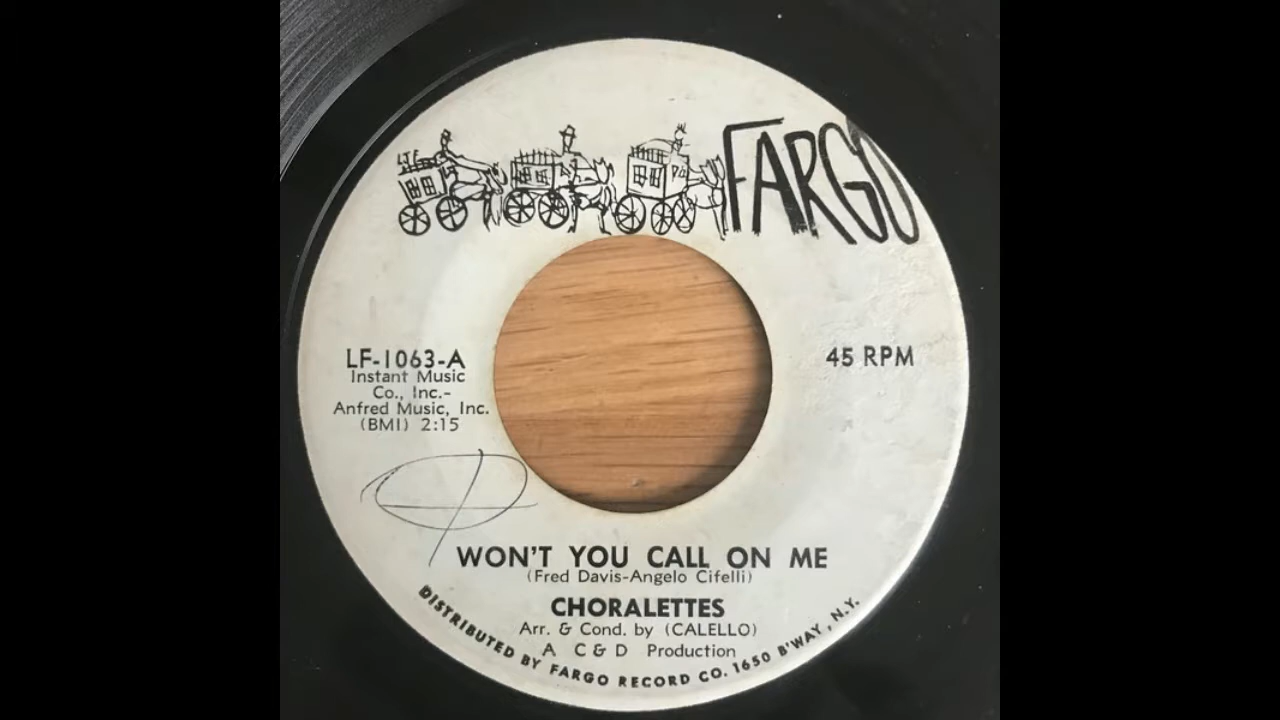 FARGO
LF-1063-A
Instant Music
Co., Inc.-
Anfred Music, Inc.
(BMI) 2:15
45 RPM
WON'T YOU CALL ON ME
(Fred Davis-Angelo Cifelli)
CHORALETTES
Arr. & Cond. by (CALELLO)
A C & D Production
DISTRIBUTED BY FARGO RECORD CO. 1650 B'WAY, N.Y.